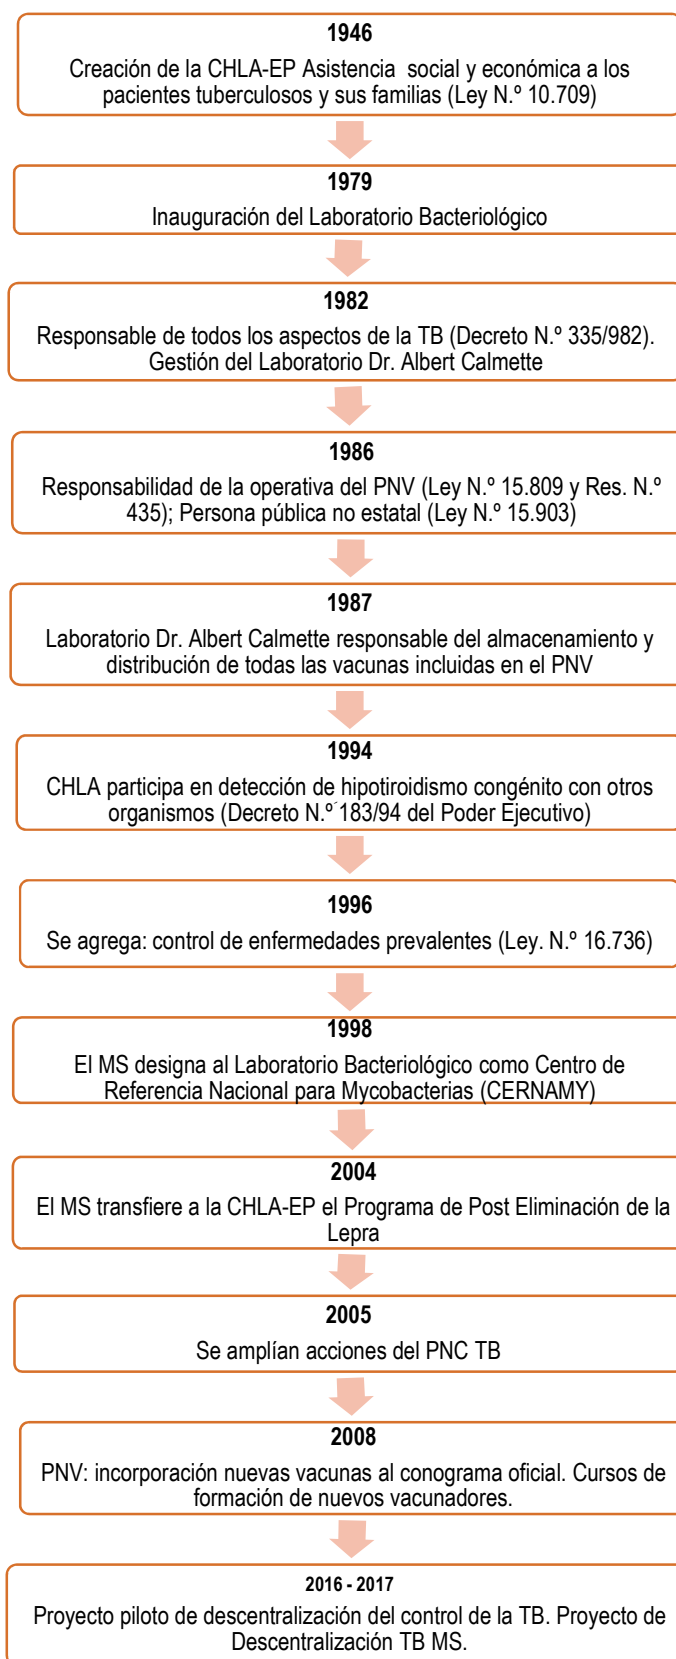 1946
Creación de la CHLA-EP Asistencia social y económica a los
pacientes tuberculosos y sus familias (Ley N.º 10.709)
1979
Inauguración del Laboratorio Bacteriológico
1982
Responsable de todos los aspectos de la TB (Decreto N.º 335/982).
Gestión del Laboratorio Dr. Albert Calmette
1986
Responsabilidad de la operativa del PNV (Ley N.º 15.809 y Res. N.º
435); Persona pública no estatal (Ley N.º 15.903)
1987
Laboratorio Dr. Albert Calmette responsable del almacenamiento y
distribución de todas las vacunas incluidas en el PNV
1994
CHLA participa en detección de hipotiroidismo congénito con otros
organismos (Decreto N.º´183/94 del Poder Ejecutivo)
1996
Se agrega: control de enfermedades prevalentes (Ley. N.º 16.736)
1998
El MS designa al Laboratorio Bacteriológico como Centro de
Referencia Nacional para Mycobacterias (CERNAMY)
2004
El MS transfiere a la CHLA-EP el Programa de Post Eliminación de la
Lepra
2005
Se amplían acciones del PNC TB
2008
PNV: incorporación nuevas vacunas al conograma oficial. Cursos de
formación de nuevos vacunadores.
2016 - 2017
Proyecto piloto de descentralización del control de la TB. Proyecto de
Descentralización TB MS.